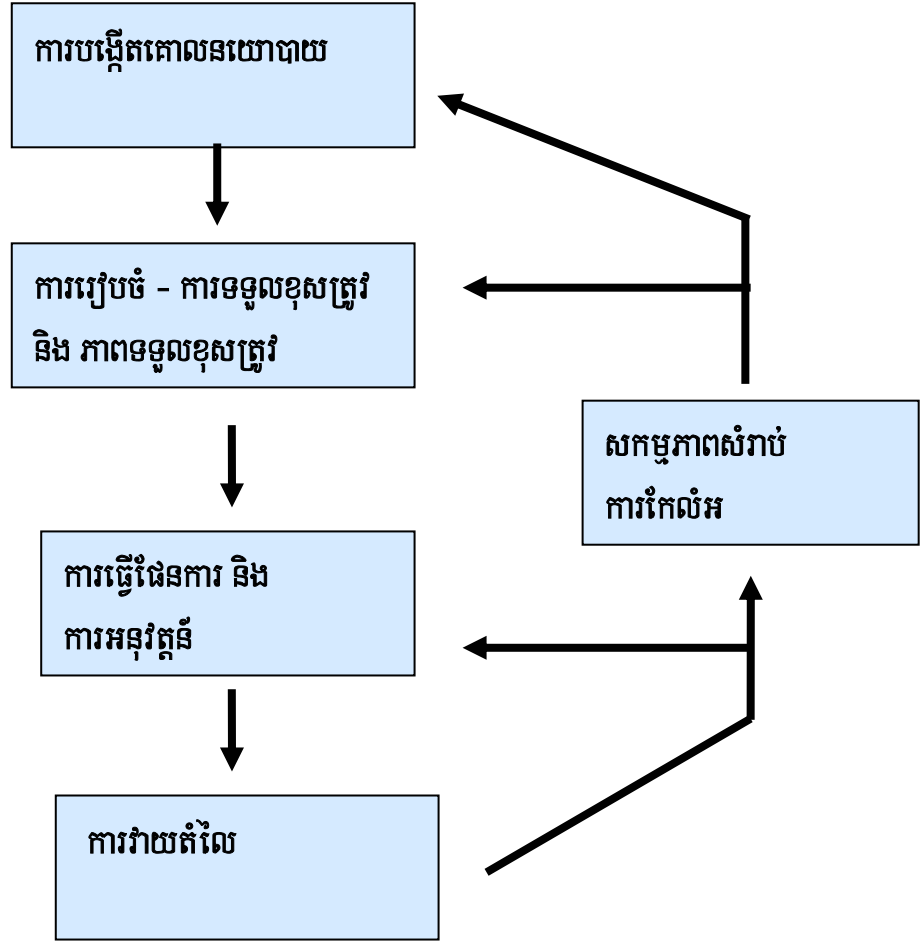 ការបង្កើតគោលនយោបាយ
ការរៀបចំ - ការទទួលខុសត្រូវ
និង ភាពទទួលខុសត្រូវ
សកម្មភាពសំរាប់
ការកែលំអ
ការធ្វើផែនការ និង
ការអនុវត្តន៍
ការវាយតំលៃ